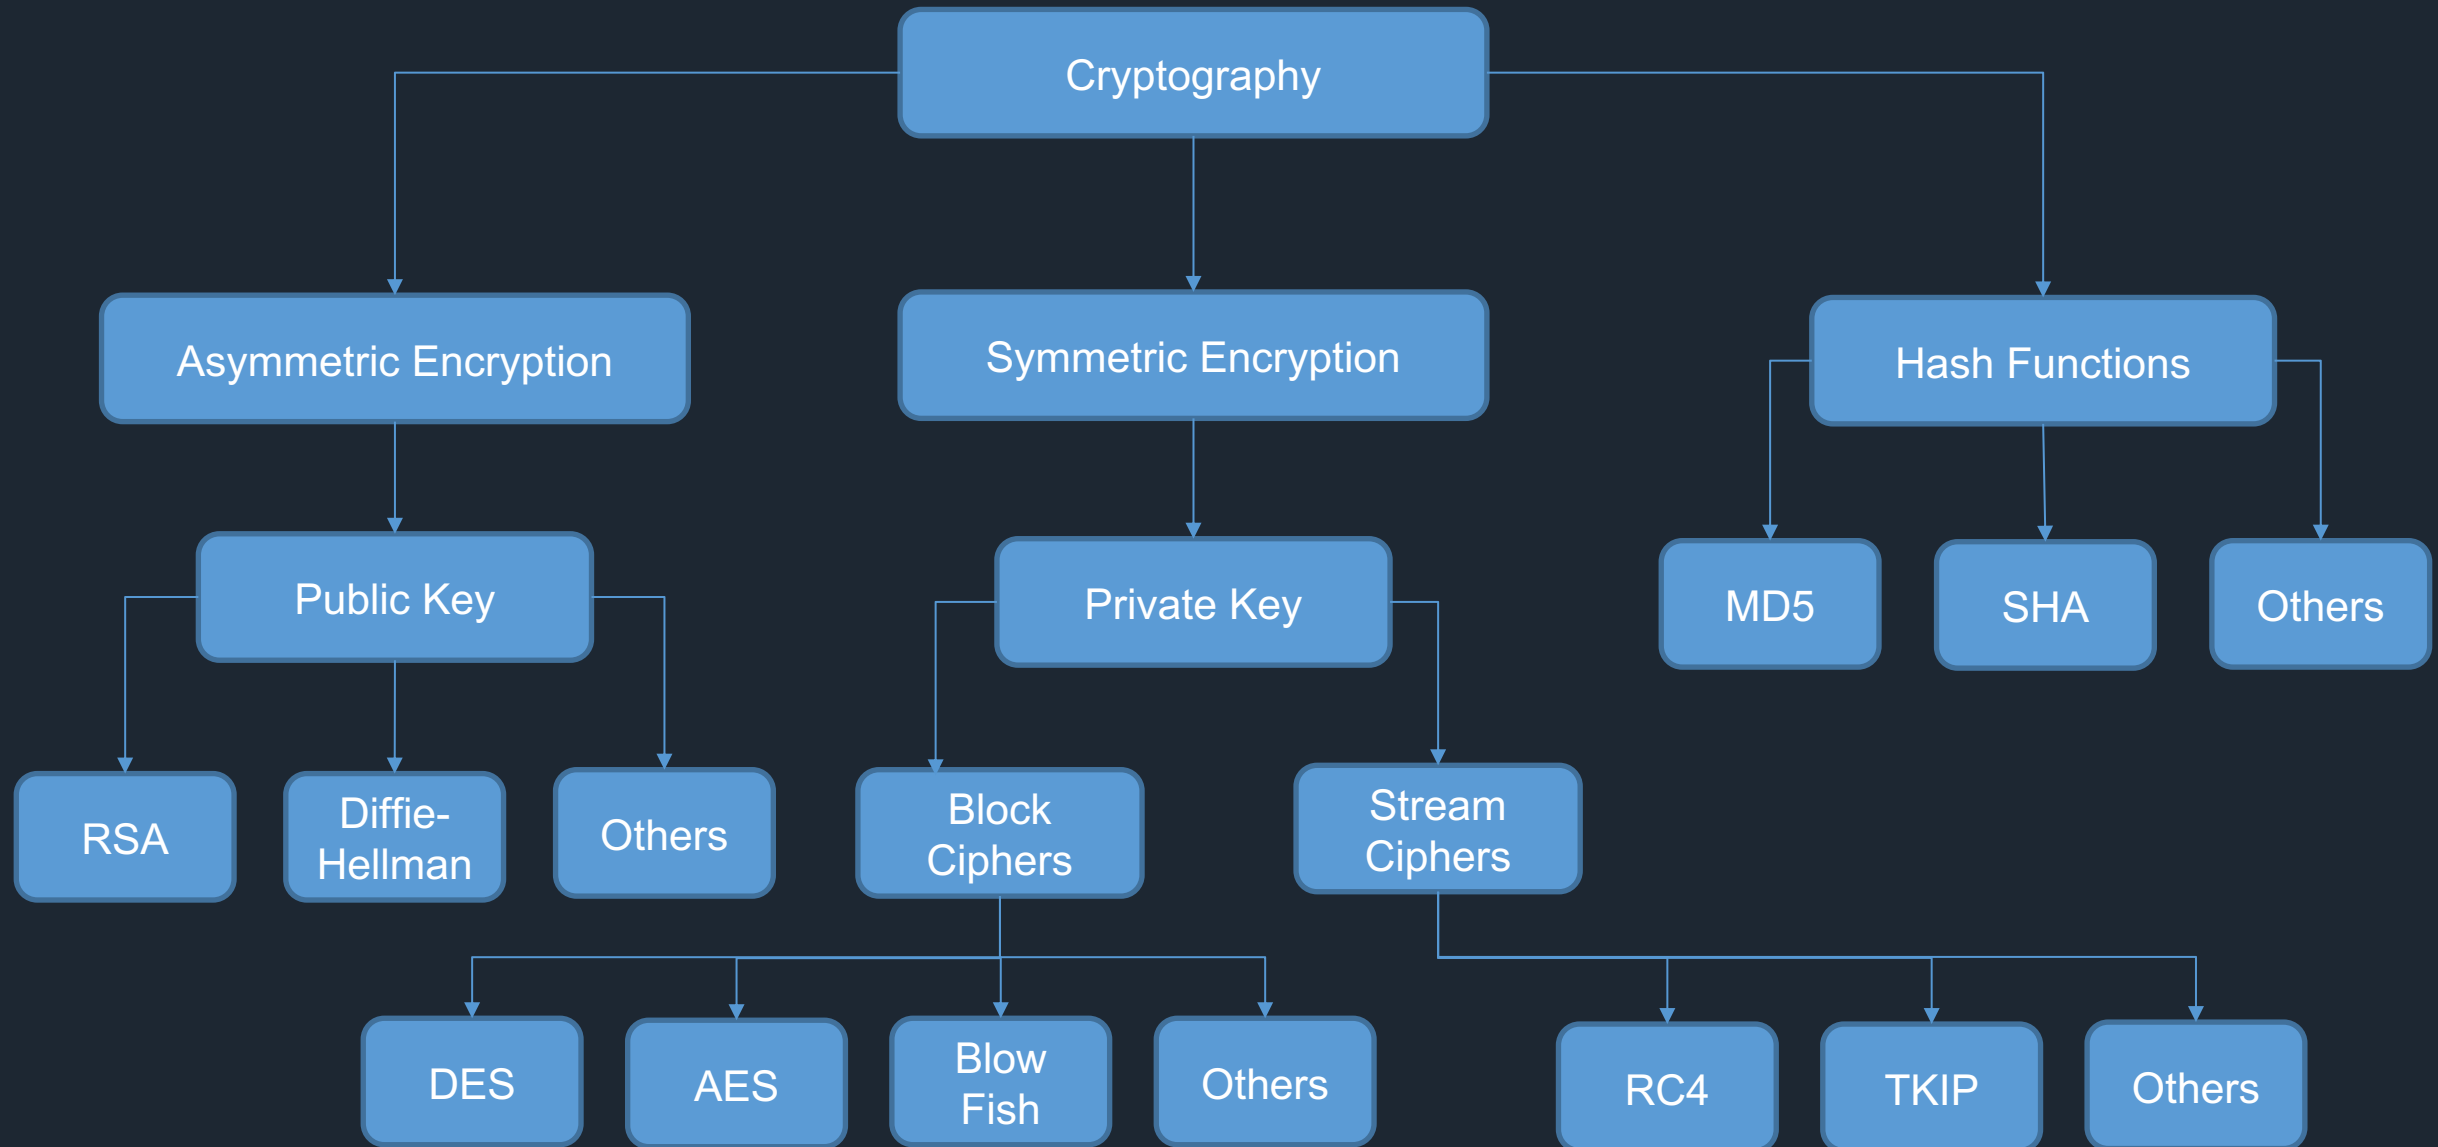 Cryptography
Asymmetric Encryption
Symmetric Encryption
Hash Functions
Public Key
Private Key
MD5
SHA
Others
RSA
Diffie-
Hellman
Others
Block
Ciphers
Stream
Ciphers
DES
AES
Blow
Fish
Others
RC4
TKIP
Others